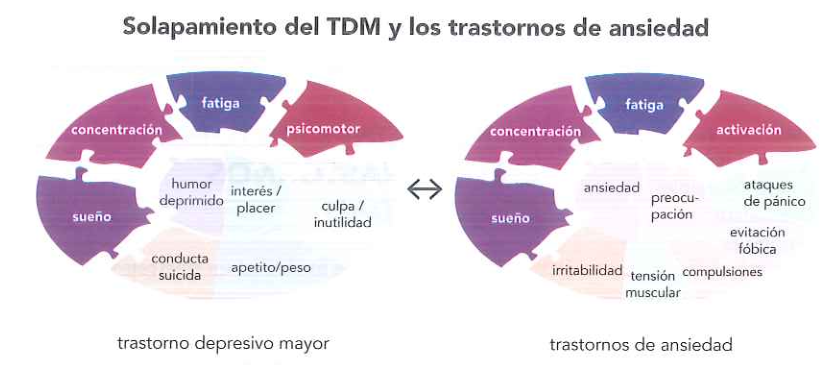 Solapamiento del TDM y los trastornos de ansiedad
fatiga
concentración
psicomotor
sueño
humor
deprimido
interés /
placer
culpa /
inutilidad
conducta
suicida
apetito/peso
trastorno depresivo mayor
fatiga
concentración
activación
sueño
ansiedad
preocu-
pación
ataques
de pánico
evitación
fóbica
irritabilidad
tensión
muscular
compulsiones
trastornos de ansiedad